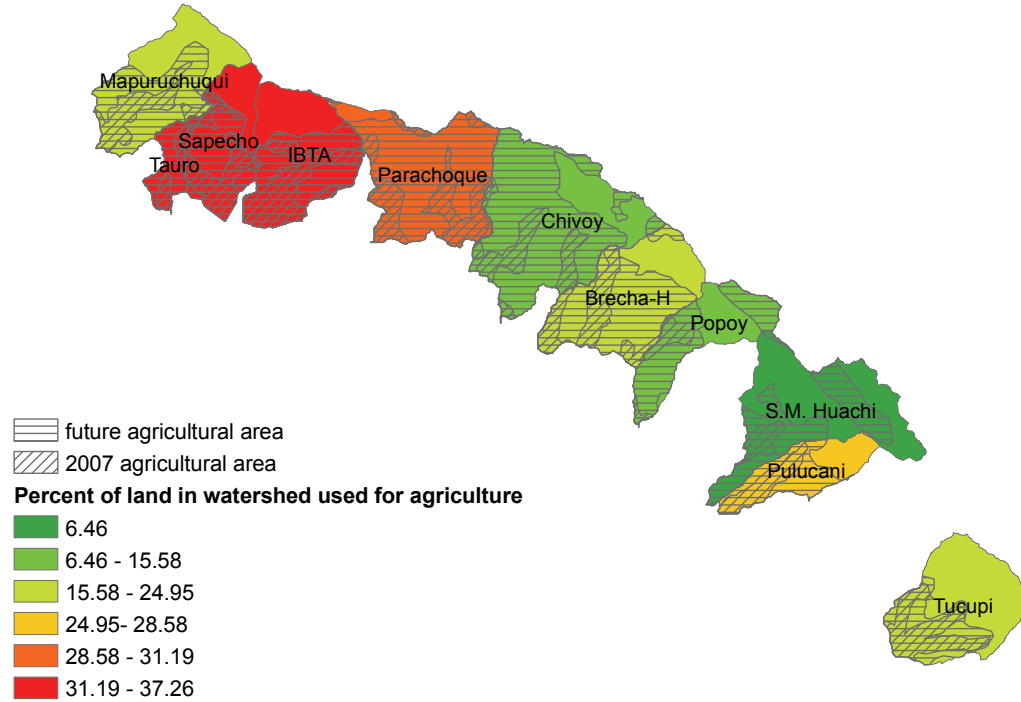 Mapuruchuqui
Sapecho
Tauro
IBTA
Parachoque
Chivoy
Brecha-H
Popoy
S.M. Huachi
Pulucani
Tucupi
future agricultural area
2007 agricultural area
Percent of land in watershed used for agriculture
6.46
6.46 - 15.58
15.58 - 24.95
24.95- 28.58
28.58 - 31.19
31.19 - 37.26